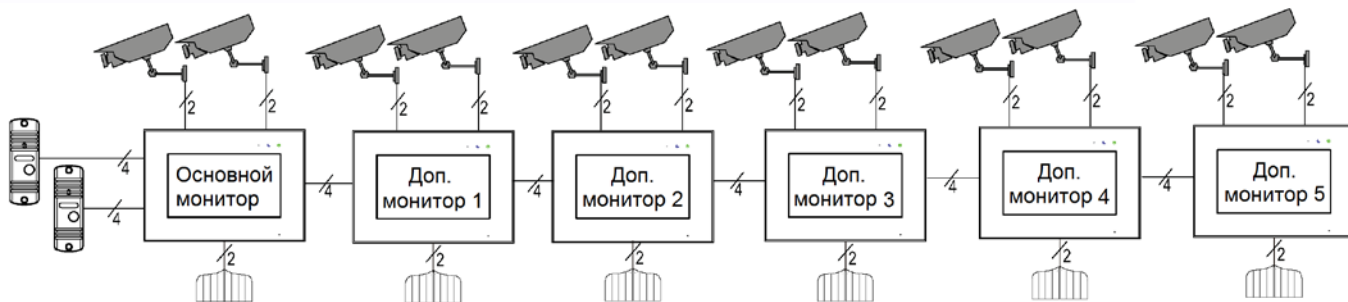 2 2 2 2 2 2 2 2 2 2 2 2
4
4
Основной
монитор
4
Доп.
монитор 1
4
Доп.
монитор 2
4
Доп.
монитор 3
4
Доп.
монитор 4
4
Доп.
монитор 5
2 2 2 2 2 2